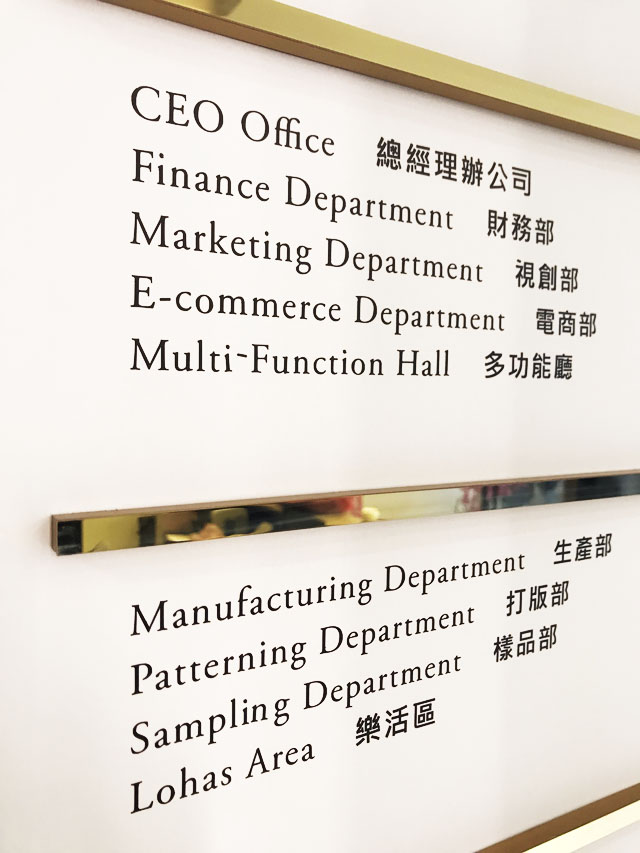 CEO Office 總經理辦公司
Finance Department 財務部
Marketing Department 視創部
E-commerce Department 電商部
Multi-Function Hall 多功能廳
Manufacturing Department 生產部
Patterning Department 打版部
Sampling Department 樣品部
Lohas Area 樂活區